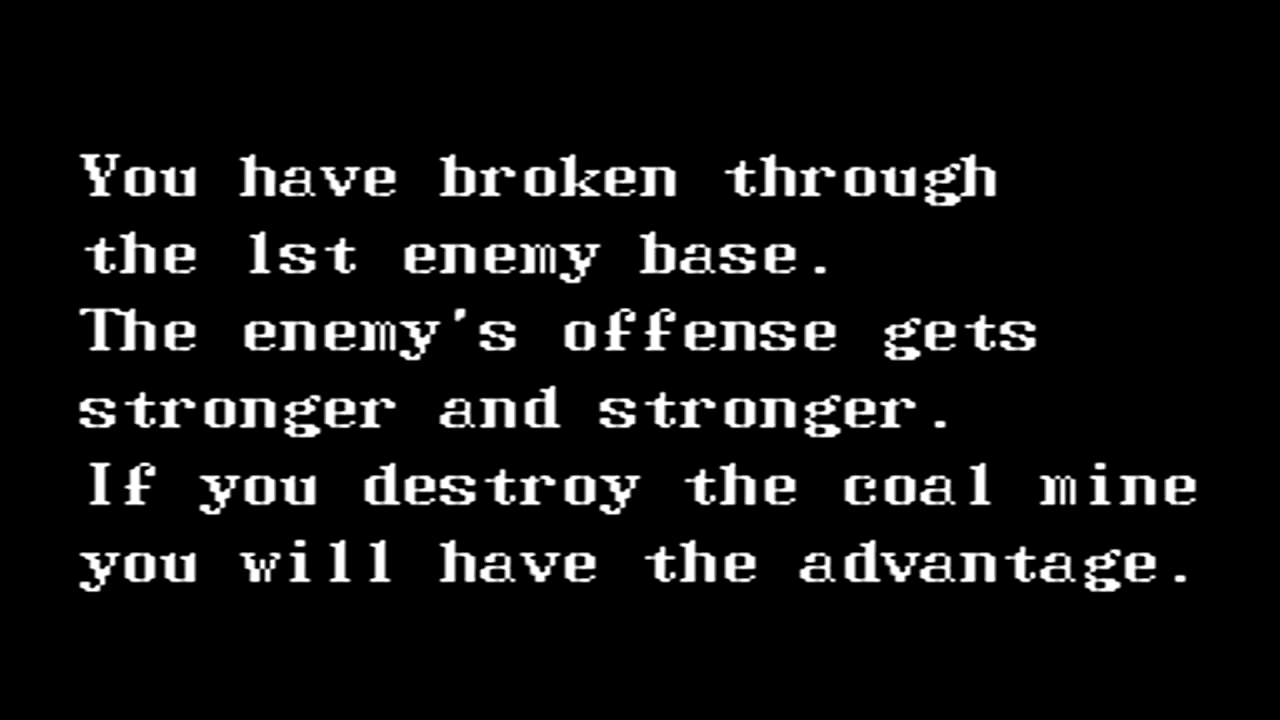 You have broken through
the 1st enemy base.
The enemy's offense gets
stronger and stronger.
If you destroy the coal mine
you will have the advantage.